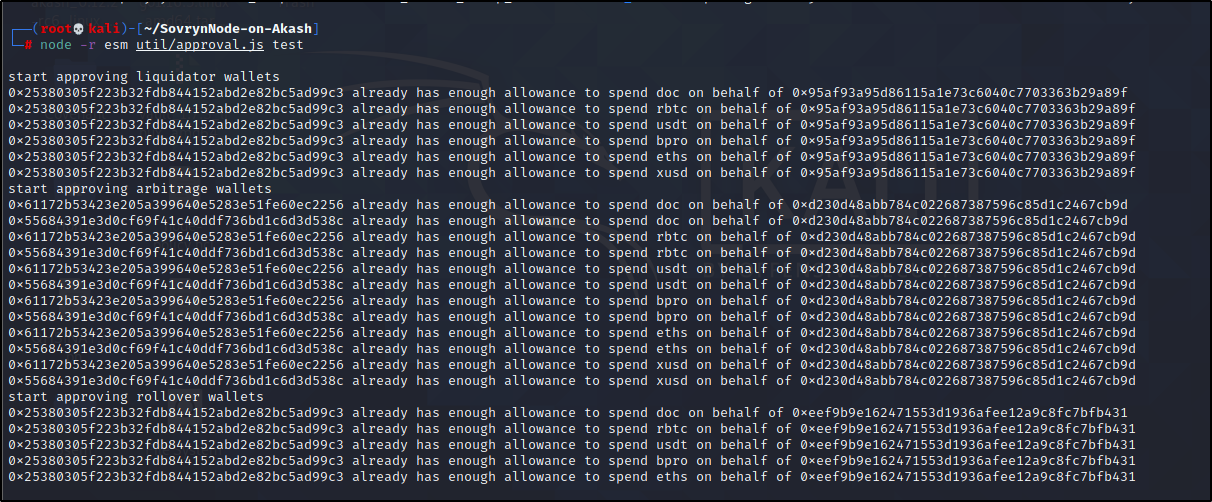 (root💀kali)-[~/SovrynNode-on-Akash]
# node -r esm util/approval.js test
start approving liquidator wallets
0×25380305f223b32fdb844152abd2e82bc5ad99c3 already has enough allowance to spend doc on behalf of 0×95af93a95d86115a1e73c6040c7703363b29a89f
0×25380305f223b32fdb844152abd2e82bc5ad99c3 already has enough allowance to spend rbtc on behalf of 0×95af93a95d86115a1e73c6040c7703363b29a89f
0×25380305f223b32fdb844152abd2e82bc5ad99c3 already has enough allowance to spend usdt on behalf of 0×95af93a95d86115a1e73c6040c7703363b29a89f
0×25380305f223b32fdb844152abd2e82bc5ad99c3 already has enough allowance to spend bpro on behalf of 0×95af93a95d86115a1e73c6040c7703363b29a89f
0×25380305f223b32fdb844152abd2e82bc5ad99c3 already has enough allowance to spend eths on behalf of 0×95af93a95d86115a1e73c6040c7703363b29a89f
0×25380305f223b32fdb844152abd2e82bc5ad99c3 already has enough allowance to spend xusd on behalf of 0×95af93a95d86115a1e73c6040c7703363b29a89f
start approving arbitrage wallets
0×61172b53423e205a399640e5283e51fe60ec2256 already has enough allowance to spend doc on behalf of 0×d230d48abb784c022687387596c85d1c2467cb9d
0×55684391e3d0cf69f41c40ddf736bd1c6d3d538c already has enough allowance to spend doc on behalf of 0×d230d48abb784c022687387596c85d1c2467cb9d
0×61172b53423e205a399640e5283e51fe60ec2256 already has enough allowance to spend rbtc on behalf of 0×d230d48abb784c022687387596c85d1c2467cb9d
0×55684391e3d0cf69f41c40ddf736bd1c6d3d538c already has enough allowance to spend rbtc on behalf of 0×d230d48abb784c022687387596c85d1c2467cb9d
0×61172b53423e205a399640e5283e51fe60ec2256 already has enough allowance to spend usdt on behalf of 0×d230d48abb784c022687387596c85d1c2467cb9d
0×55684391e3d0cf69f41c40ddf736bd1c6d3d538c already has enough allowance to spend usdt on behalf of 0×d230d48abb784c022687387596c85d1c2467cb9d
0×61172b53423e205a399640e5283e51fe60ec2256 already has enough allowance to spend bpro on behalf of 0×d230d48abb784c022687387596c85d1c2467cb9d
0×55684391e3d0cf69f41c40ddf736bd1c6d3d538c already has enough allowance to spend bpro on behalf of 0×d230d48abb784c022687387596c85d1c2467cb9d
0×61172b53423e205a399640e5283e51fe60ec2256 already has enough allowance to spend eths on behalf of 0×d230d48abb784c022687387596c85d1c2467cb9d
0×55684391e3d0cf69f41c40ddf736bd1c6d3d538c already has enough allowance to spend eths on behalf of 0×d230d48abb784c022687387596c85d1c2467cb9d
0×61172b53423e205a399640e5283e51fe60ec2256 already has enough allowance to spend xusd on behalf of 0×d230d48abb784c022687387596c85d1c2467cb9d
0×55684391e3d0cf69f41c40ddf736bd1c6d3d538c already has enough allowance to spend xusd on behalf of 0×d230d48abb784c022687387596c85d1c2467cb9d
start approving rollover wallets
0×25380305f223b32fdb844152abd2e82bc5ad99c3 already has enough allowance to spend doc on behalf of 0×eef9b9e162471553d1936afee12a9c8fc7bfb431
0×25380305f223b32fdb844152abd2e82bc5ad99c3 already has enough allowance to spend rbtc on behalf of 0×eef9b9e162471553d1936afee12a9c8fc7bfb431
0×25380305f223b32fdb844152abd2e82bc5ad99c3 already has enough allowance to spend usdt on behalf of 0×eef9b9e162471553d1936afee12a9c8fc7bfb431
0×25380305f223b32fdb844152abd2e82bc5ad99c3 already has enough allowance to spend bpro on behalf of 0×eef9b9e162471553d1936afee12a9c8fc7bfb431
0×25380305f223b32fdb844152abd2e82bc5ad99c3 already has enough allowance to spend eths on behalf of 0×eef9b9e162471553d1936afee12a9c8fc7bfb431